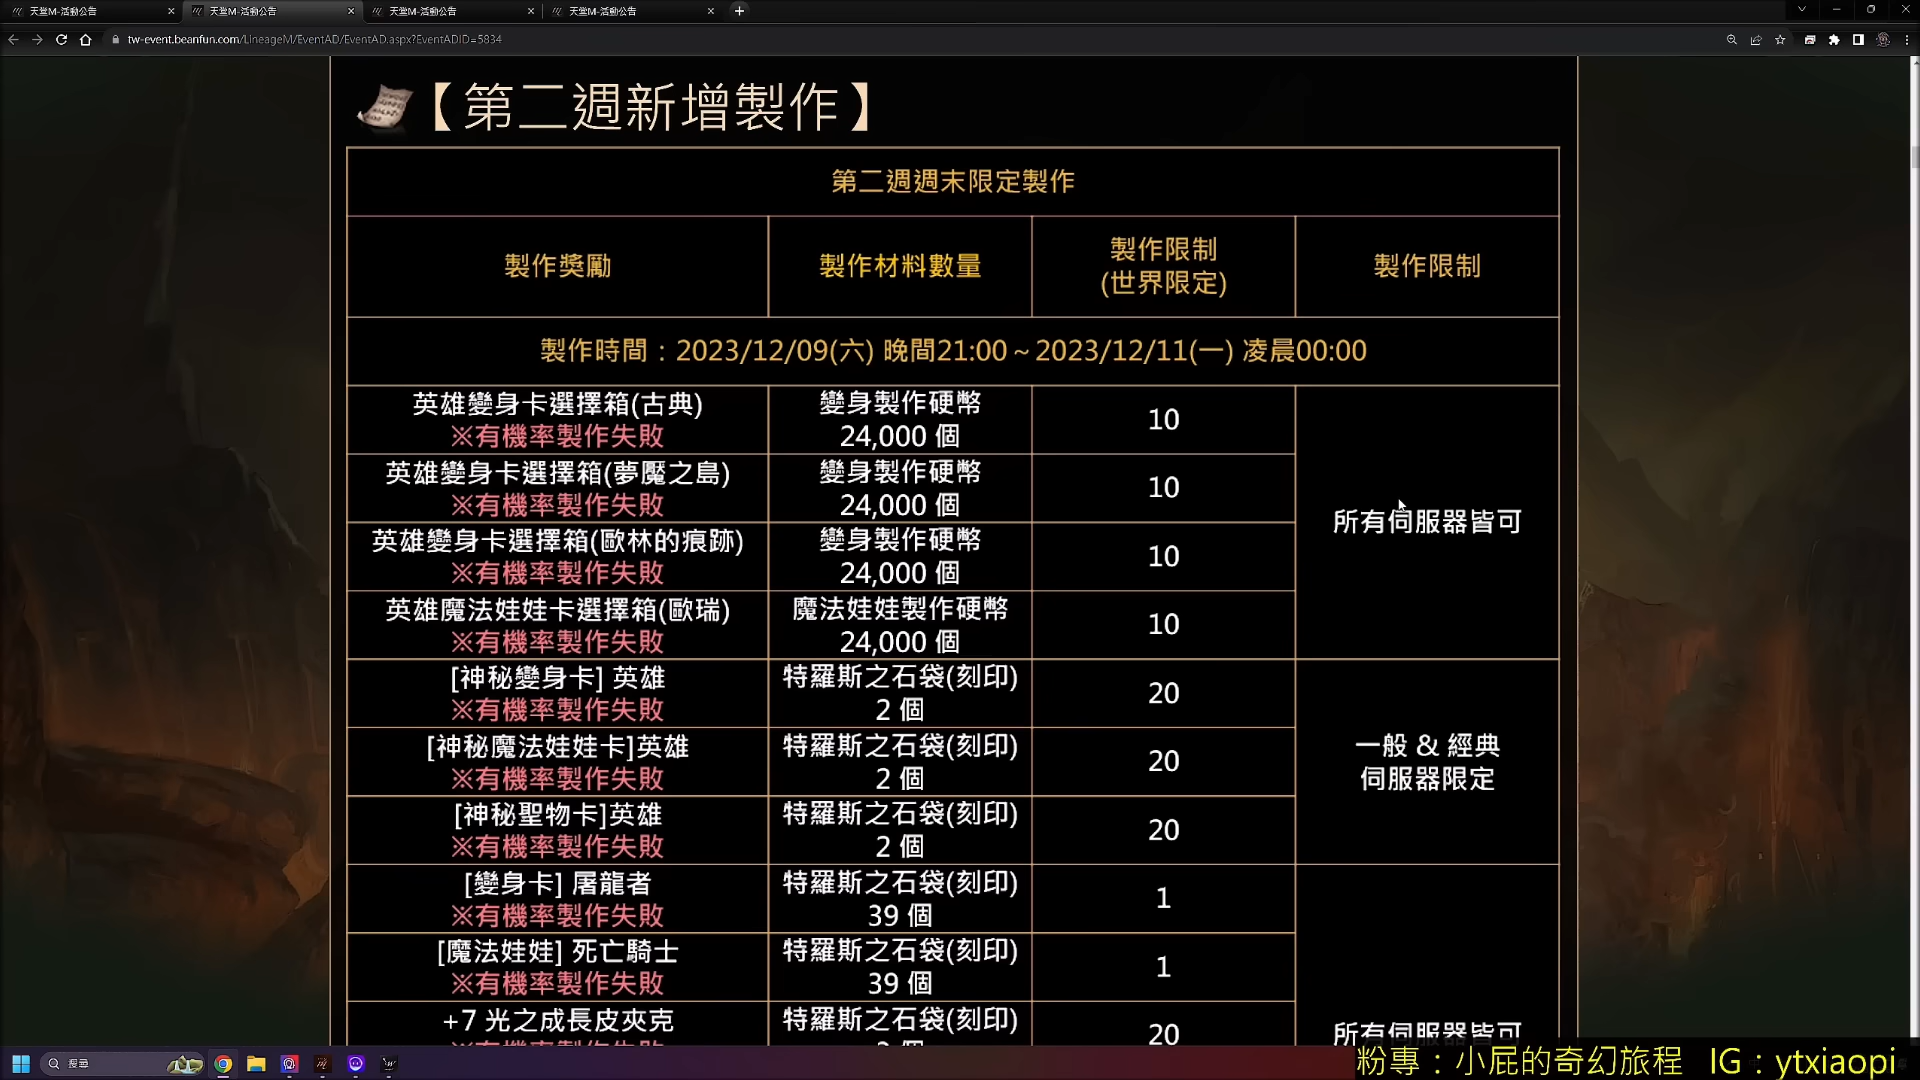 天堂M-活動公告
天堂M-活動公告
天堂M-活動公告
天堂M-活動公告
tw-event.beanfun.com/LineageM/EventAD/EventAD.aspx?EventADID=5834
【第二週新增製作】
第二週週末限定製作
製作獎勵
製作材料數量
製作限制
(世界限定)
製作限制
製作時間：2023/12/09(六) 晚間21:00～2023/12/11(一) 凌晨00:00
英雄變身卡選擇箱(古典)
※有機率製作失敗
變身製作硬幣
24,000 個
10
英雄變身卡選擇箱(夢魘之島)
※有機率製作失敗
變身製作硬幣
24,000 個
10
英雄變身卡選擇箱(歐林的痕跡)
※有機率製作失敗
變身製作硬幣
24,000 個
10
英雄魔法娃娃卡選擇箱(歐瑞)
※有機率製作失敗
魔法娃娃製作硬幣
24,000 個
10
所有伺服器皆可
[神秘變身卡] 英雄
※有機率製作失敗
特羅斯之石袋(刻印)
2 個
20
[神秘魔法娃娃卡]英雄
※有機率製作失敗
特羅斯之石袋(刻印)
2 個
20
[神秘聖物卡]英雄
※有機率製作失敗
特羅斯之石袋(刻印)
2 個
20
一般 & 經典
伺服器限定
[變身卡] 屠龍者
※有機率製作失敗
特羅斯之石袋(刻印)
39 個
1
[魔法娃娃] 死亡騎士
※有機率製作失敗
特羅斯之石袋(刻印)
39 個
1
+7 光之成長皮夾克
特羅斯之石袋(刻印)
20
所有伺服器皆可
搜尋
粉專：小屁的奇幻旅程 IG：ytxiaopi